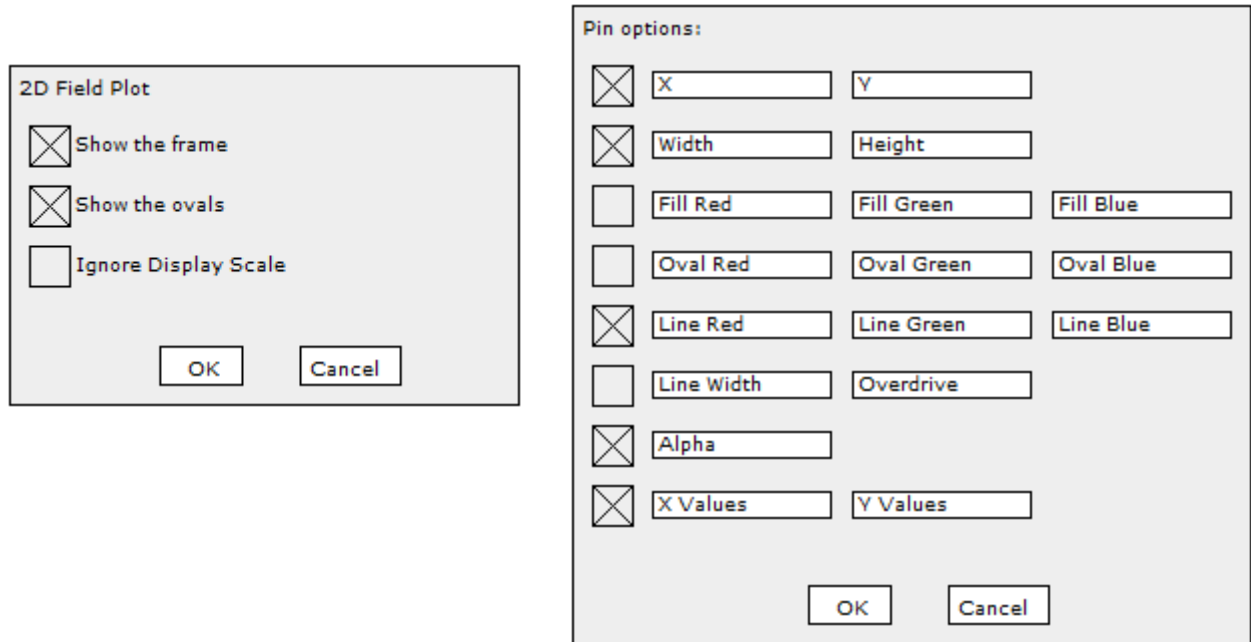 2D Field Plot
Show the frame
Show the ovals
Ignore Display Scale
OK Cancel
Pin options:
X Y
Width Height
Fill Red Fill Green Fill Blue
Oval Red Oval Green Oval Blue
Line Red Line Green Line Blue
Line Width Overdrive
Alpha
X Values Y Values
OK Cancel